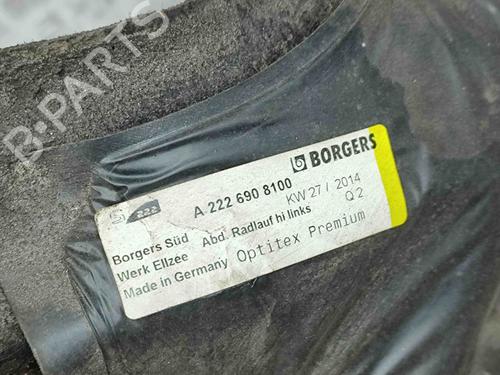 B-PARTS
BORGERS
S 222
A 222 690 8100
KW 27 / 2014
Q 2
Borgers Süd
Abd. Radlauf hi links
Werk Ellzee
Optitex Premium
Made in Germany